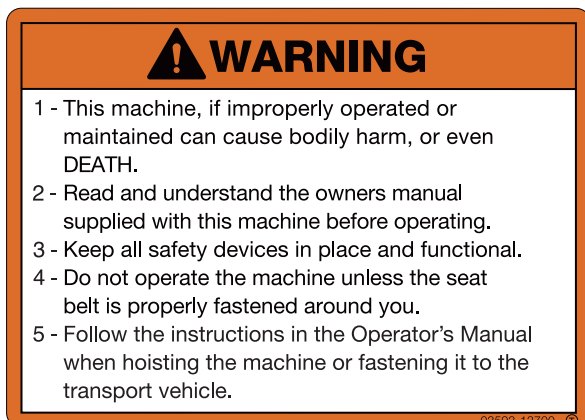 WARNING
1 - This machine, if improperly operated or
maintained can cause bodily harm, or even
DEATH.
2 - Read and understand the owners manual
supplied with this machine before operating.
3 - Keep all safety devices in place and functional.
4 - Do not operate the machine unless the seat
belt is properly fastened around you.
5 - Follow the instructions in the Operator's Manual
when hoisting the machine or fastening it to the
transport vehicle.